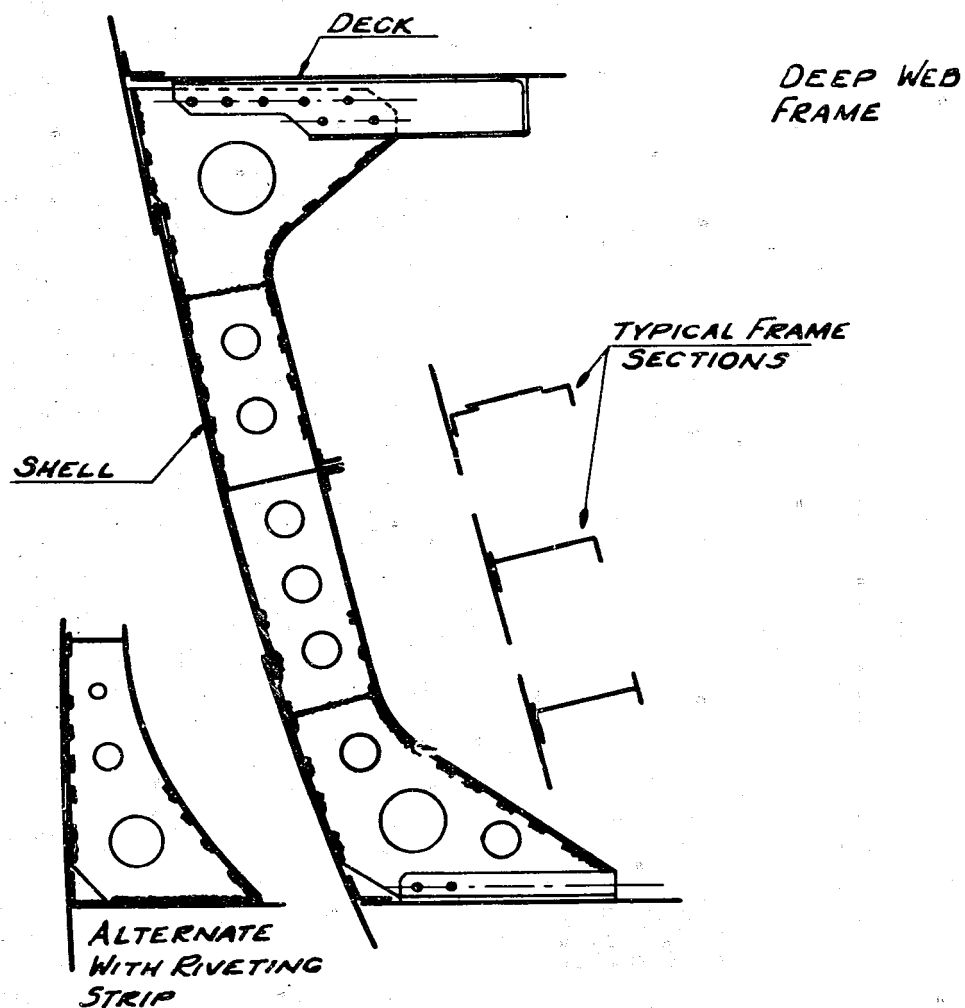 DECK
DEEP WEB
FRAME
TYPICAL FRAME
SECTIONS
SHELL
ALTERNATE
WITH RIVETING
STRIP